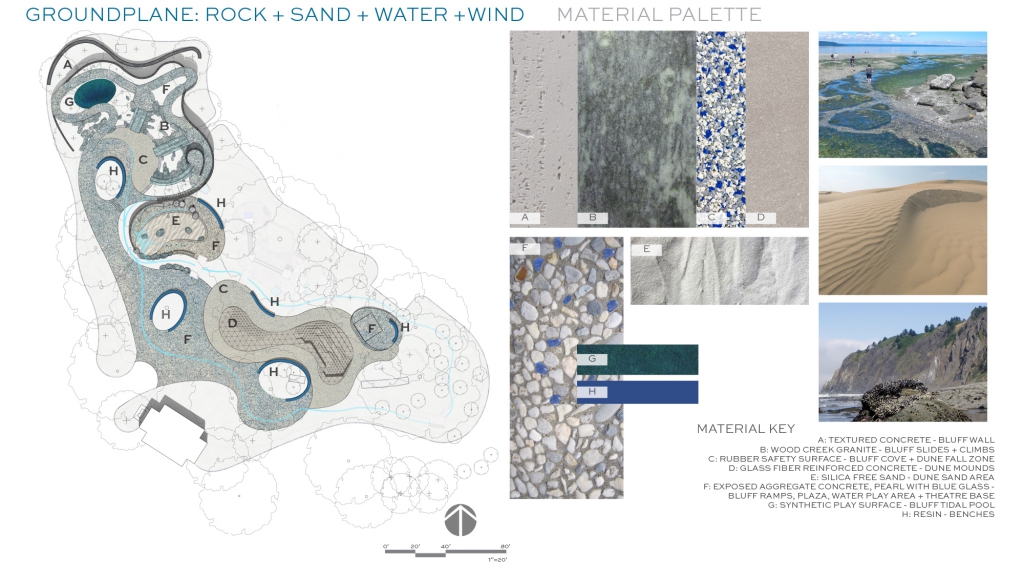 GROUNDPLANE: ROCK + SAND + WATER +WIND
MATERIAL PALETTE
A
F
G
B
C
H
H
E
F
C
H
H
D
F
H
F
H
A
B
C
D
F
E
G
H
MATERIAL KEY
A: TEXTURED CONCRETE - BLUFF WALL
B: WOOD CREEK GRANITE - BLUFF SLIDES + CLIMBS
C: RUBBER SAFETY SURFACE - BLUFF COVE + DUNE FALL ZONE
D: GLASS FIBER REINFORCED CONCRETE - DUNE MOUNDS
E: SILICA FREE SAND - DUNE SAND AREA
F: EXPOSED AGGREGATE CONCRETE, PEARL WITH BLUE GLASS -
BLUFF RAMPS, PLAZA, WATER PLAY AREA + THEATRE BASE
G: SYNTHETIC PLAY SURFACE - BLUFF TIDAL POOL
H: RESIN - BENCHES
0' 20' 40' 80'
1"=20'